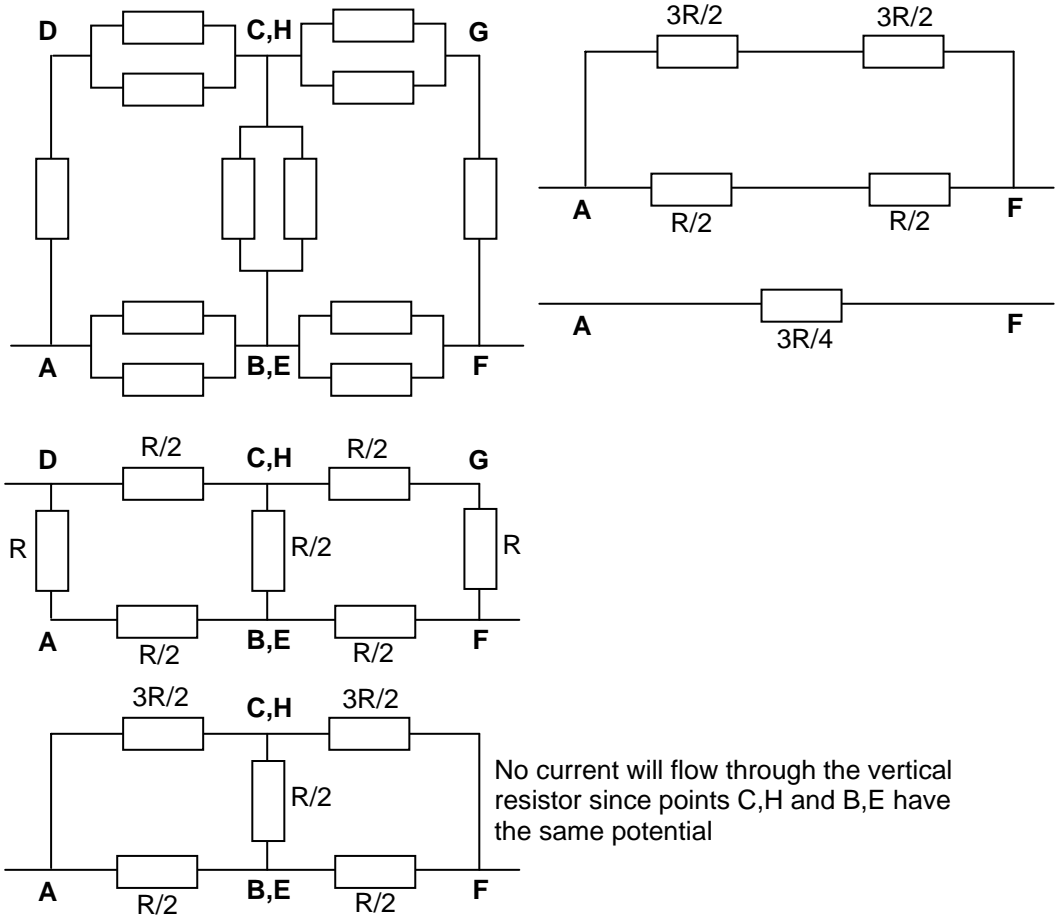 D C,H G
A B,E F
3R/2 3R/2
A F
R/2 R/2
A F
3R/4
R/2 R/2
D C,H G
R R/2 R
A B,E F
R/2 R/2
3R/2 3R/2
C,H
R/2
A B,E F
R/2 R/2
No current will flow through the vertical
resistor since points C,H and B,E have
the same potential